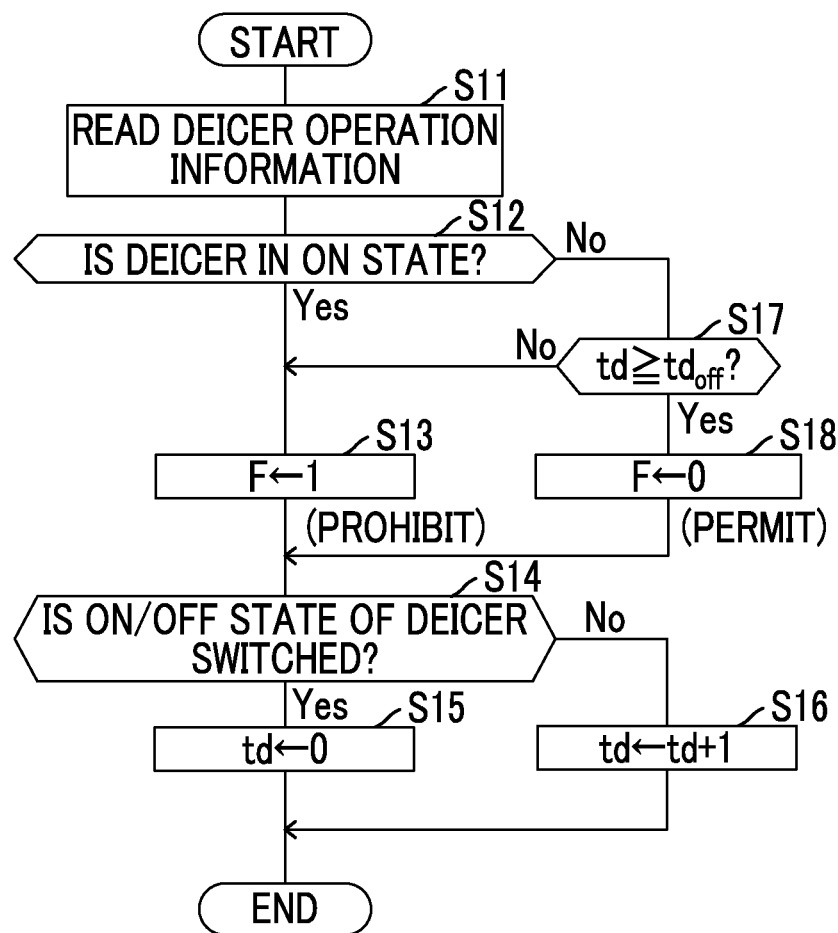 START
S11
READ DEICER OPERATION
INFORMATION
S12
IS DEICER IN ON STATE?
No
Yes
S17
No
td≧tdoff?
Yes
S13
F←1
S18
F←0
(PROHIBIT)
(PERMIT)
S14
IS ON/OFF STATE OF DEICER
SWITCHED?
No
Yes
S15
td←0
S16
td←td+1
END